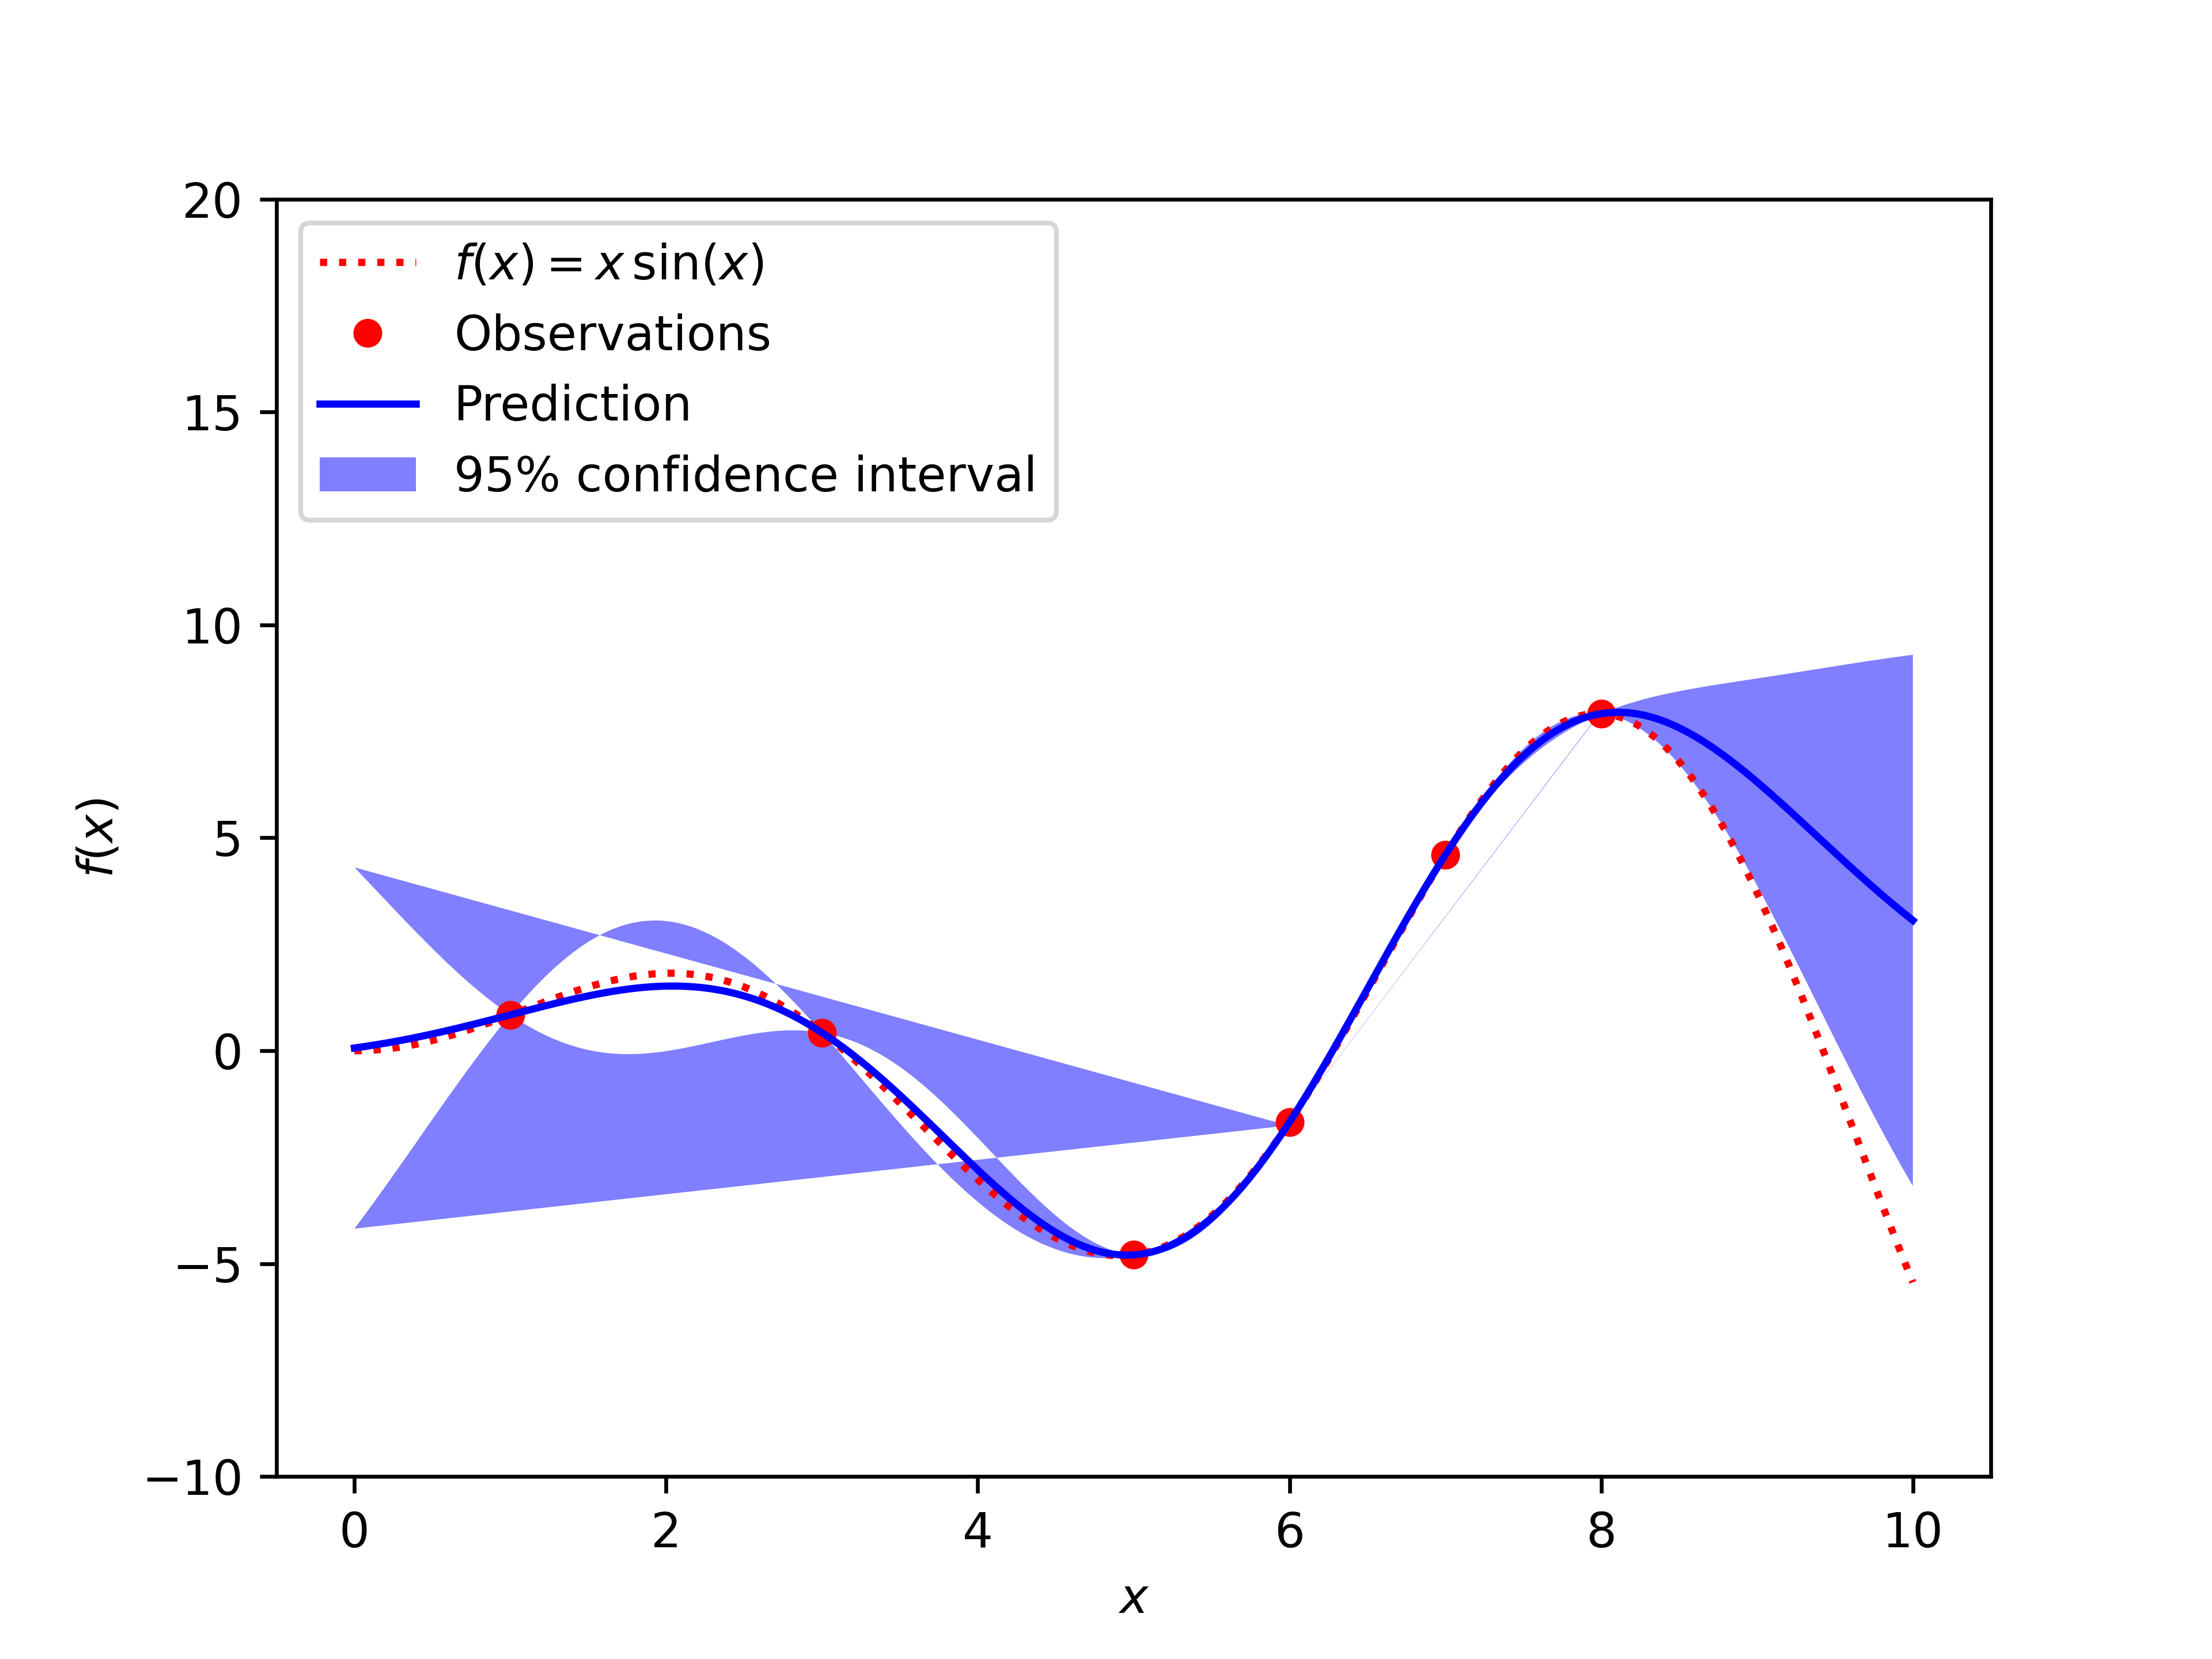 f(x) = x sin(x)
Observations
Prediction
95% confidence interval
20
15
10
5
0
−5
−10
f(x)
0 2 4 6 8 10
x